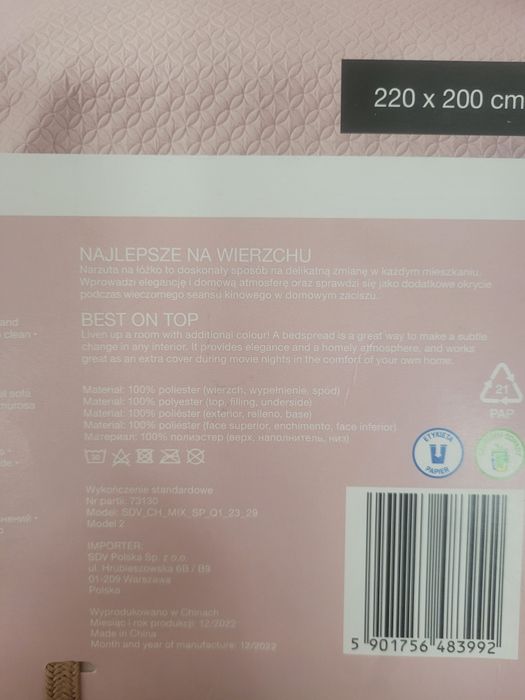 220 x 200 cm
NAJLEPSZE NA WIERZCHU
Narzuta na łóżko to doskonały sposób na delikatną zmianę w każdym mieszkaniu.
Wprowadzi elegancję i domową atmosferę oraz sprawdzi się jako dodatkowe okrycie
podczas wieczornego seansu kinowego w domowym zaciszu.
BEST ON TOP
Liven up a room with additional colour! A bedspread is a great way to make a subtle
change in any interior. It provides elegance and a homely atmosphere, and works
great as an extra cover during movie nights in the comfort of your own home.
and
clean -
Material: 100% poliester (wierzch, wypełnienie, spód)
Material: 100% polyester (top, filling, underside)
Material: 100% poliéster (exterior, relleno, base)
Material: 100% poliéster (face superior, enchimento, face inferior)
Материал: 100% полиэстер (верх, наполнитель, низ)
sofa
21
PAP
ETYKIETA
PAPIER
Wykończenie standardowe
Nr partii: 73130
Model: SDV_CH_MIX_SP_Q1_23_29
Model 2
IMPORTER:
SDV Polska Sp. z o.o.
ul. Hrubieszowska 6B / B8
01-209 Warszawa
Polska
Wyprodukowano w Chinach
Miesiąc i rok produkcji: 12/2022
Made in China
Month and year of manufacture: 12/2022
5 901756 483992